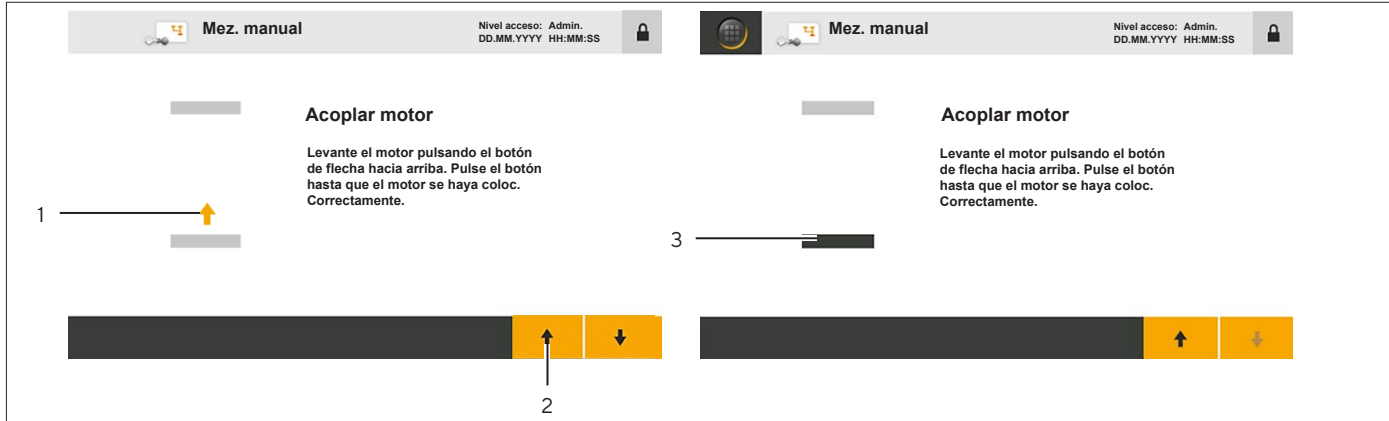 Mez. manual
Nivel acceso: Admin.
DD.MM.YYYY HH:MM:SS
Acoplar motor
Levante el motor pulsando el botón
de flecha hacia arriba. Pulse el botón
hasta que el motor se haya coloc.
Correctamente.
1
2
Mez. manual
Nivel acceso: Admin.
DD.MM.YYYY HH:MM:SS
Acoplar motor
Levante el motor pulsando el botón
de flecha hacia arriba. Pulse el botón
hasta que el motor se haya coloc.
Correctamente.
3